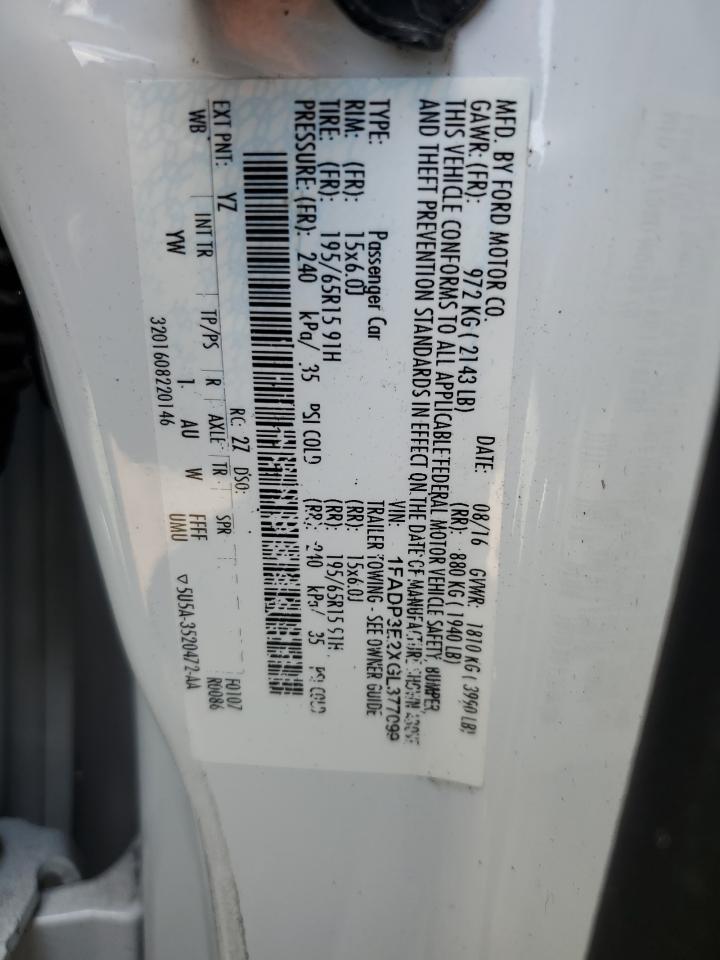 MFD. BY FORD MOTOR CO.
DATE: 08/16 GVWR: 1810 KG ( 3990 LB)
GAWR: (FR): 972 KG ( 2143 LB) (RR): 880 KG ( 1940 LB)
THIS VEHICLE CONFORMS TO ALL APPLICABLE FEDERAL MOTOR VEHICLE SAFETY, BUMPER,
AND THEFT PREVENTION STANDARDS IN EFFECT ON THE DATE OF MANUFACTURE SHOWN ABOVE
VIN: 1FADP3E2XGL377099
TYPE: Passenger Car TRAILER TOWING - SEE OWNER GUIDE
RIM: (FR): 15x6.0J (RR): 15x6.0J
TIRE: (FR): 195/65R15 91H (RR): 195/65R15 91H
PRESSURE: (FR): 240 kPa/ 35 PSI COLD (RR): 240 kPa/ 35 PSI COLD
EXT PNT: YZ RC: 27 DSO: F0107
WB INT TR TP/PS R AXLE TR SPR R0086
YW 1 AU W FFFF
UMU
3201608220146 5U5A-3520472-AA